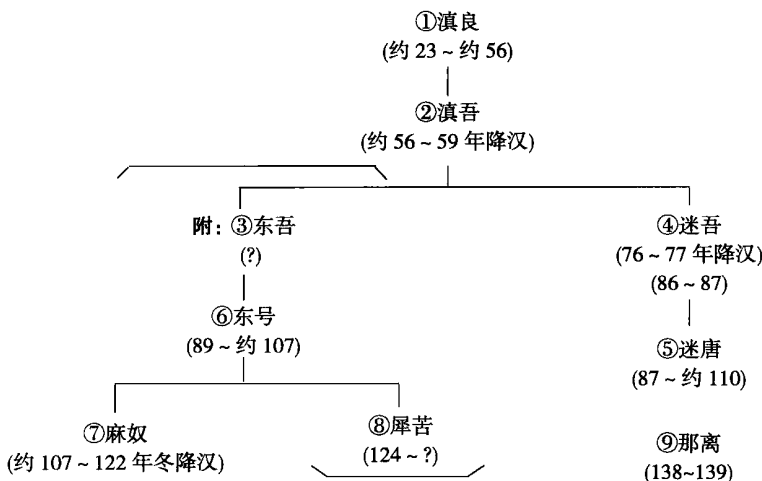 ①滇良
(约 23 ~ 约 56)
②滇吾
(约 56 ~ 59 年降汉)
附: ③东吾
(?)
④迷吾
(76 ~ 77 年降汉)
(86 ~ 87)
⑥东号
(89 ~ 约 107)
⑤迷唐
(87 ~ 约 110)
⑦麻奴
(约 107 ~ 122 年冬降汉)
⑧犀苦
(124 ~ ?)
⑨那离
(138~139)